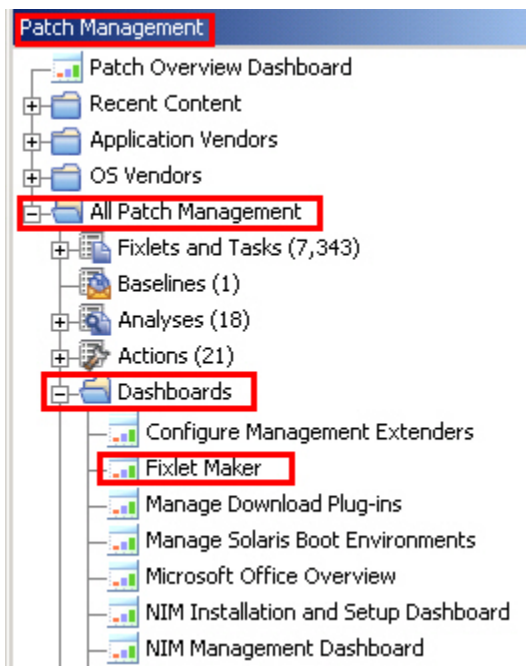 Patch Management
Patch Overview Dashboard
Recent Content
Application Vendors
OS Vendors
All Patch Management
Fixlets and Tasks (7,343)
Baselines (1)
Analyses (18)
Actions (21)
Dashboards
Configure Management Extenders
Fixlet Maker
Manage Download Plug-ins
Manage Solaris Boot Environments
Microsoft Office Overview
NIM Installation and Setup Dashboard
NIM Management Dashboard